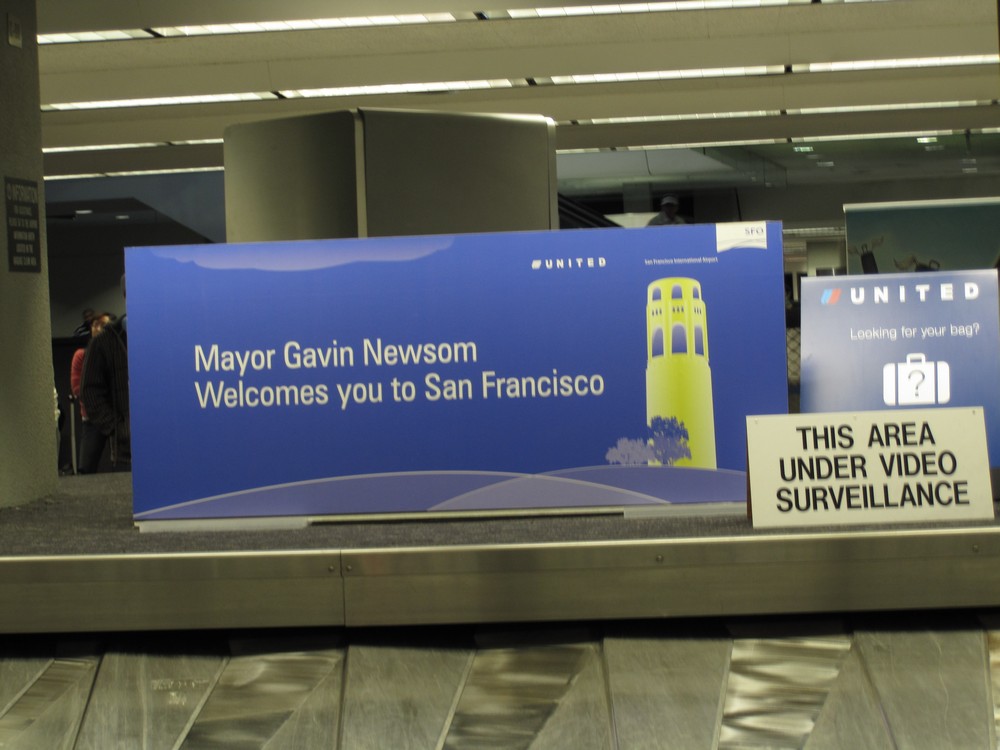 SFO
UNITED
San Francisco International Airport
Mayor Gavin Newsom
Welcomes you to San Francisco
UNITED
Looking for your bag?
?
THIS AREA
UNDER VIDEO
SURVEILLANCE
INFORMATION